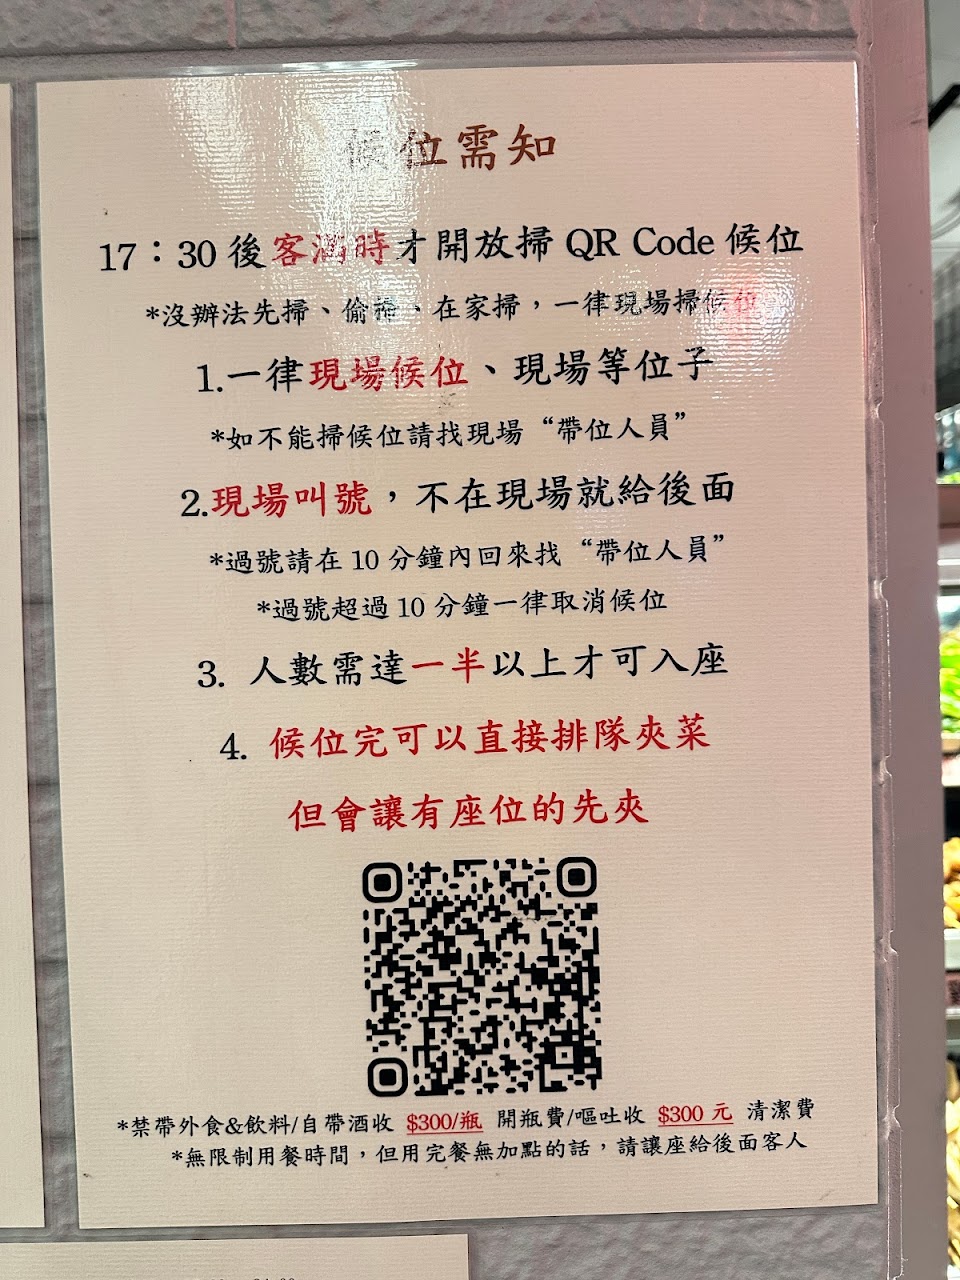 候位需知
17：30 後客滿時才開放掃 QR Code 候位
*沒辦法先掃、偷掃、在家掃，一律現場掃候位
1.一律現場候位、現場等位子
*如不能掃候位請找現場“帶位人員”
2.現場叫號，不在現場就給後面
*過號請在 10 分鐘內回來找 “帶位人員”
*過號超過 10 分鐘一律取消候位
3. 人數需達一半以上才可入座
4. 候位完可以直接排隊夾菜
但會讓有座位的先夾
*禁帶外食&飲料/自帶酒收 $300/瓶 開瓶費/嘔吐收 $300 元 清潔費
*無限制用餐時間，但用完餐無加點的話，請讓座給後面客人